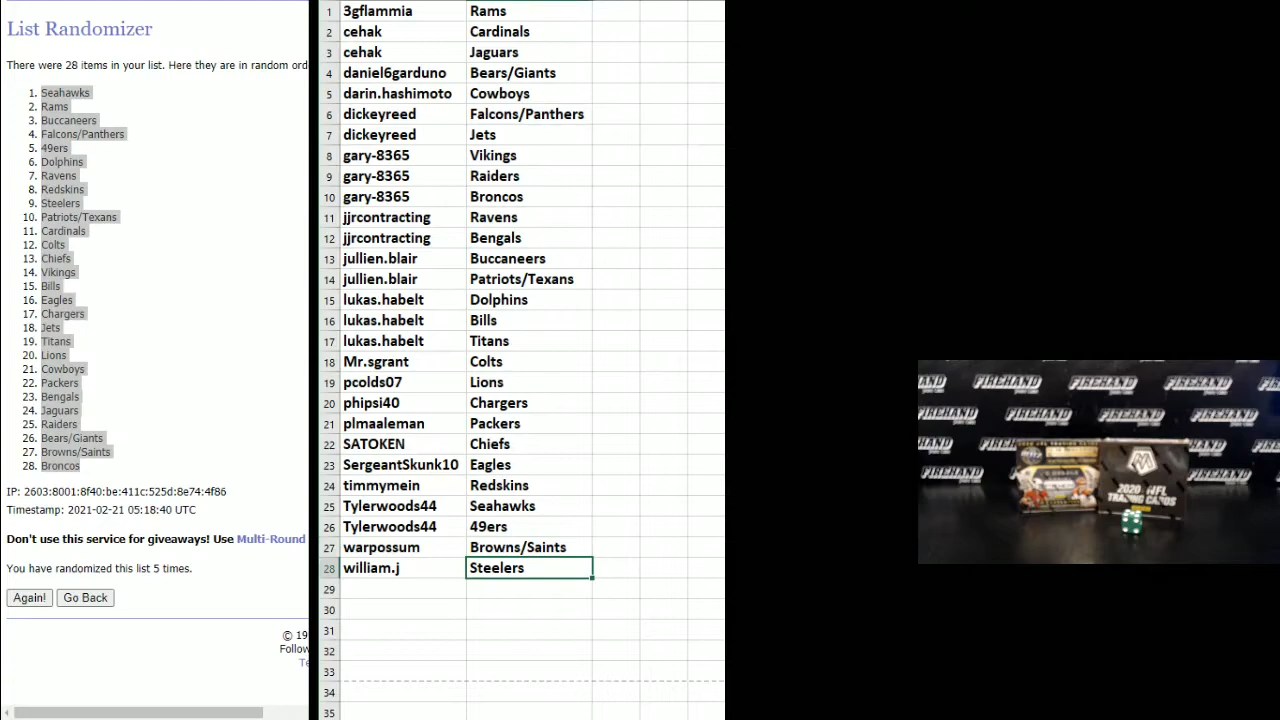 List Randomizer
There were 28 items in your list. Here they are in random ord
1. Seahawks
2. Rams
3. Buccaneers
4. Falcons/Panthers
5. 49ers
6. Dolphins
7. Ravens
8. Redskins
9. Steelers
10. Patriots/Texans
11. Cardinals
12. Colts
13. Chiefs
14. Vikings
15. Bills
16. Eagles
17. Chargers
18. Jets
19. Titans
20. Lions
21. Cowboys
22. Packers
23. Bengals
24. Jaguars
25. Raiders
26. Bears/Giants
27. Browns/Saints
28. Broncos
IP: 2603:8001:8f40:be:411c:525d:8e74:4f86
Timestamp: 2021-02-21 05:18:40 UTC
Don't use this service for giveaways! Use Multi-Round
You have randomized this list 5 times.
Again! Go Back
© 19
Follow
Te
1 3gflammia Rams
2 cehak Cardinals
3 cehak Jaguars
4 daniel6garduno Bears/Giants
5 darin.hashimoto Cowboys
6 dickeyreed Falcons/Panthers
7 dickeyreed Jets
8 gary-8365 Vikings
9 gary-8365 Raiders
10 gary-8365 Broncos
11 jjrcontracting Ravens
12 jjrcontracting Bengals
13 jullien.blair Buccaneers
14 jullien.blair Patriots/Texans
15 lukas.habelt Dolphins
16 lukas.habelt Bills
17 lukas.habelt Titans
18 Mr.sgrant Colts
19 pcolds07 Lions
20 phipsi40 Chargers
21 plmaaleman Packers
22 SATOKEN Chiefs
23 SergeantSkunk10 Eagles
24 timmymein Redskins
25 Tylerwoods44 Seahawks
26 Tylerwoods44 49ers
27 warpossum Browns/Saints
28 william.j Steelers
29
30
31
32
33
34
35
FIREHAND FIREHAND FIREHAND
FIREHAND
2020 NFL
TRADING CARDS